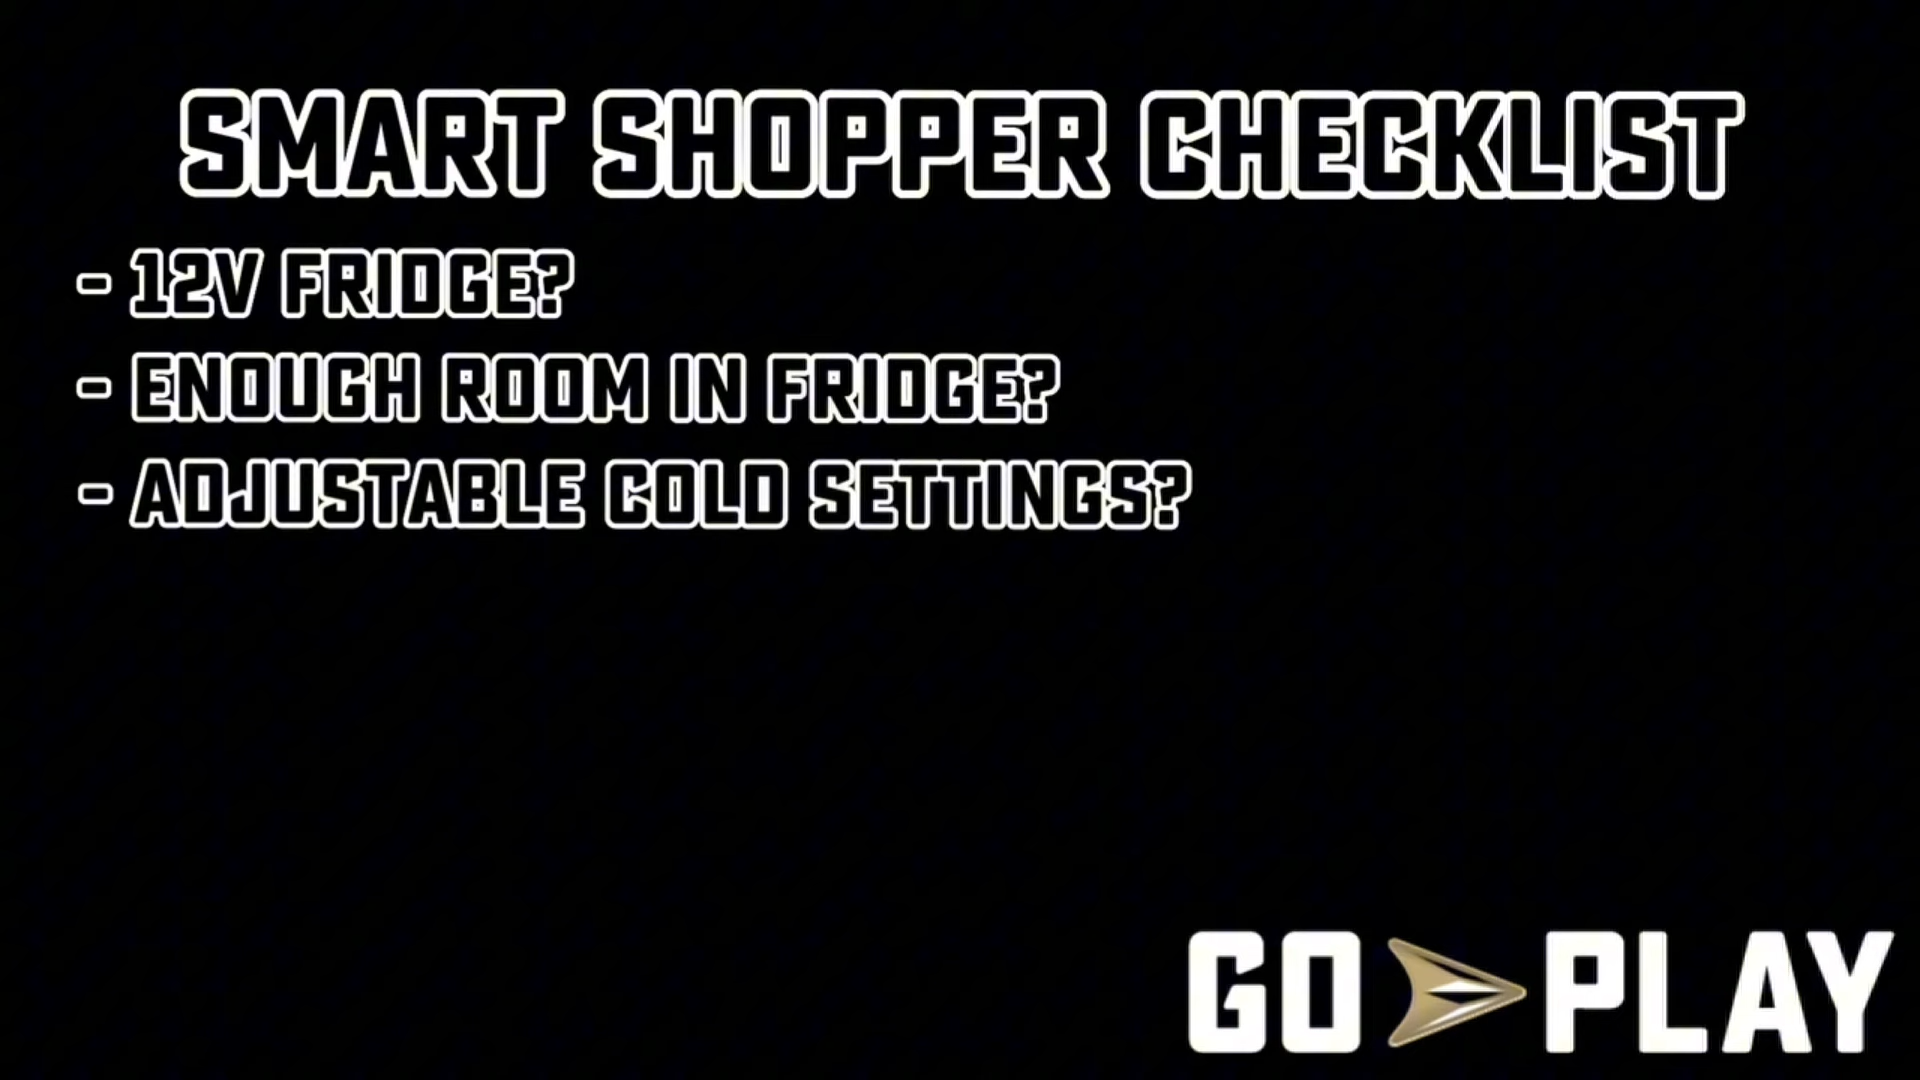 SMART SHOPPER CHECKLIST
- 12V FRIDGE?
- ENOUGH ROOM IN FRIDGE?
- ADJUSTABLE COLD SETTINGS?
GO PLAY